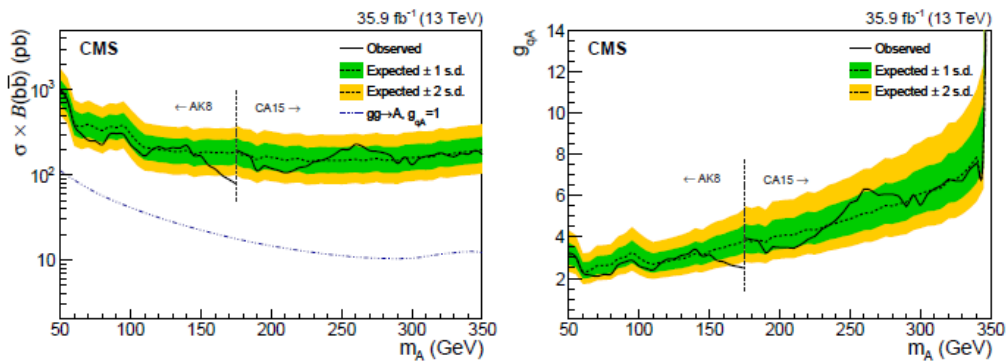 35.9 fb⁻¹ (13 TeV)
CMS
Observed
Expected ± 1 s.d.
Expected ± 2 s.d.
gg→A, g_qA=1
← AK8
CA15 →
σ × B(bb̅) (pb)
10³
10²
10
50 100 150 200 250 300 350
m_A (GeV)
35.9 fb⁻¹ (13 TeV)
CMS
Observed
Expected ± 1 s.d.
Expected ± 2 s.d.
← AK8
CA15 →
g_qA
14
12
10
8
6
4
2
50 100 150 200 250 300 350
m_A (GeV)